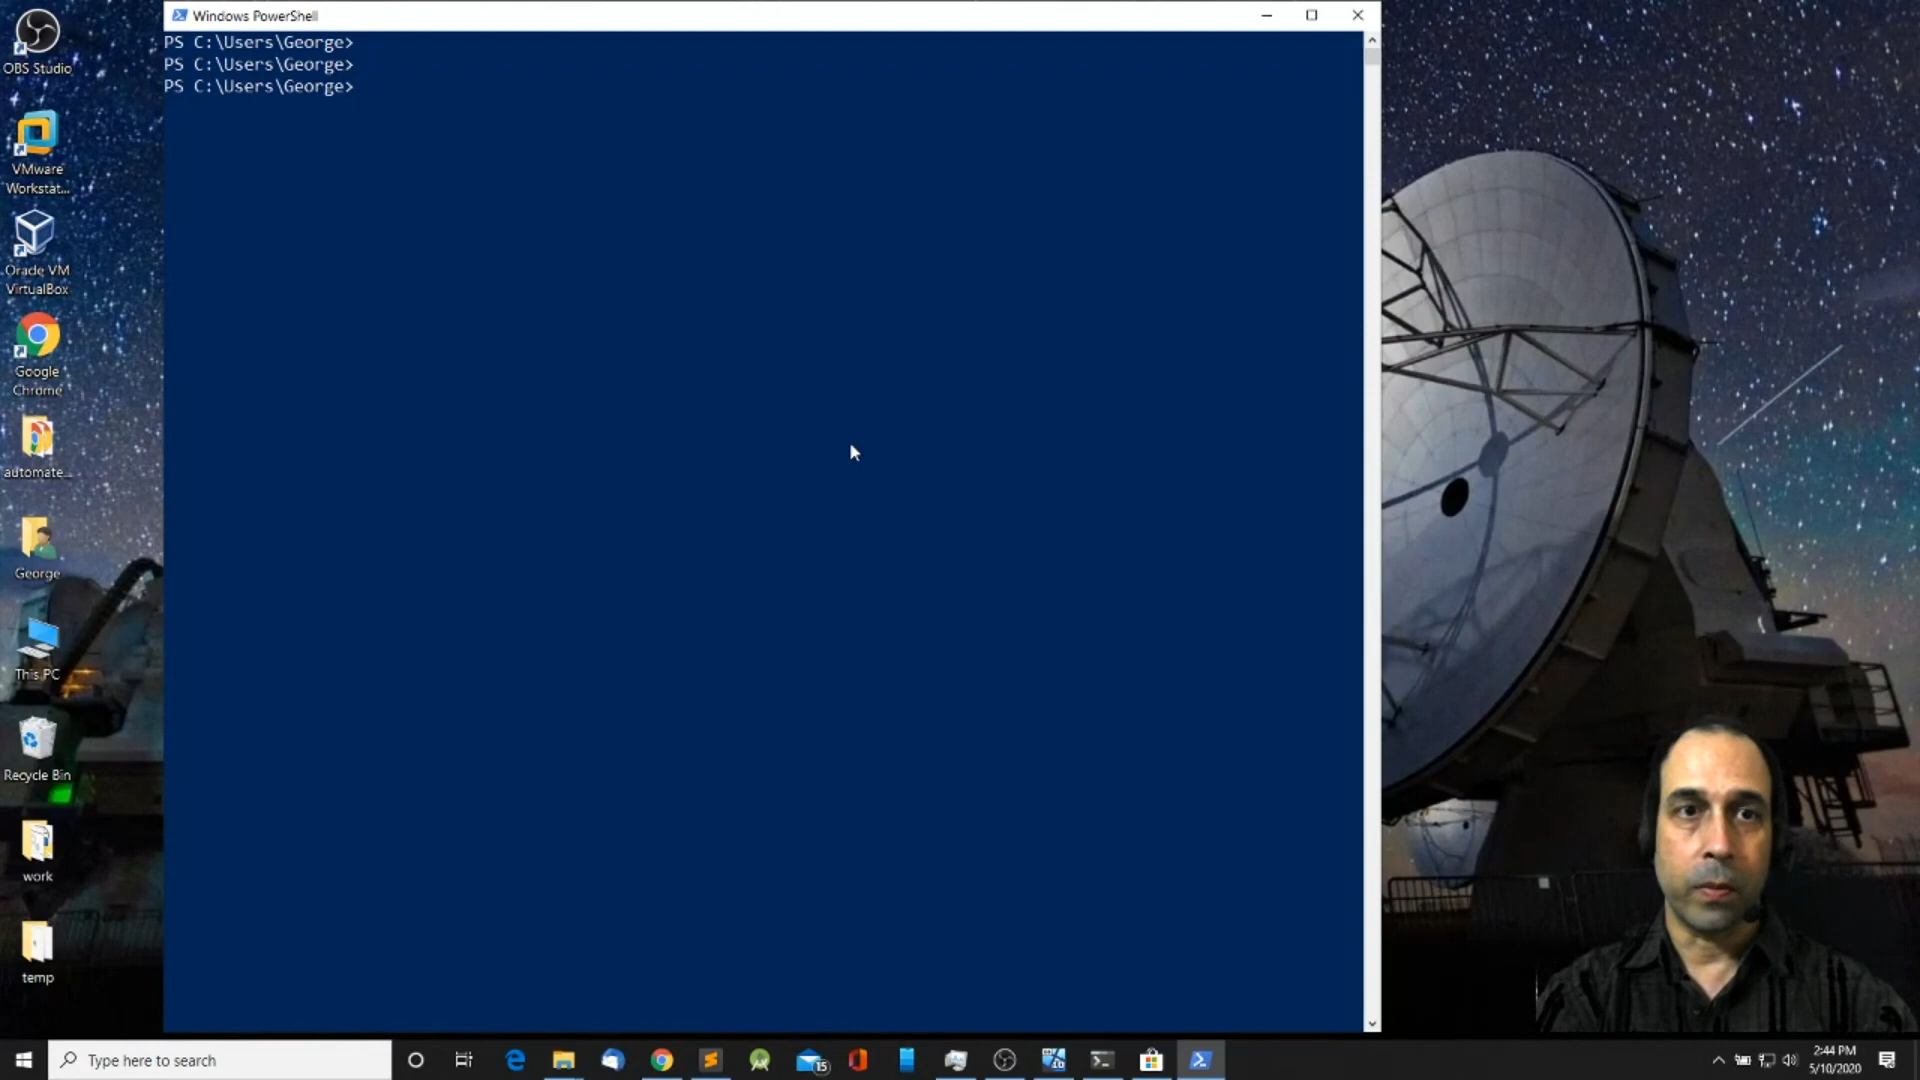 Windows PowerShell
PS C:\Users\George>
PS C:\Users\George>
PS C:\Users\George>
OBS Studio
VMware
Workstat...
Oracle VM
VirtualBox
Google
Chrome
automate...
George
This PC
Recycle Bin
work
temp
Type here to search
15
10
2:44 PM
5/10/2020